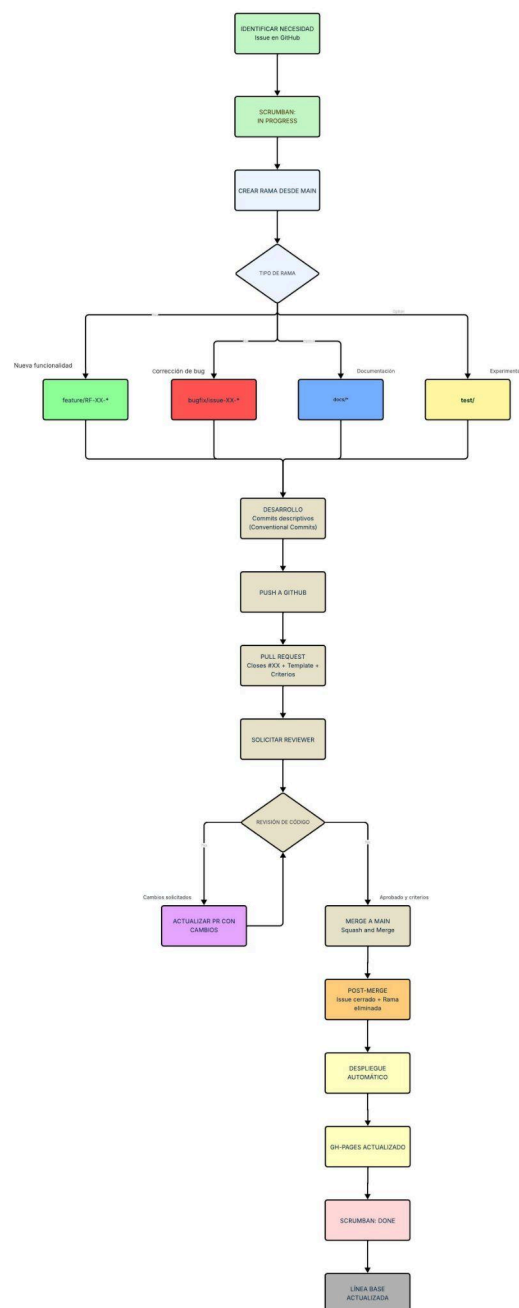 IDENTIFICAR NECESIDAD
Issue en GitHub
SCRUMBAN:
IN PROGRESS
CREAR RAMA DESDE MAIN
TIPO DE RAMA
Nueva funcionalidad
corrección de bug
Documentación
Experimento
feature/RF-XX-*
bugfix/issue-XX-*
docs/*
test/
DESARROLLO
Commits descriptivos
(Conventional Commits)
PUSH A GITHUB
PULL REQUEST
Closes #XX + Template +
Criterios
SOLICITAR REVIEWER
REVISIÓN DE CÓDIGO
Cambios solicitados
Aprobado y criterios
ACTUALIZAR PR CON
CAMBIOS
MERGE A MAIN
Squash and Merge
POST-MERGE
Issue cerrado + Rama
eliminada
DESPLIEGUE
AUTOMÁTICO
GH-PAGES ACTUALIZADO
SCRUMBAN: DONE
LÍNEA BASE
ACTUALIZADA